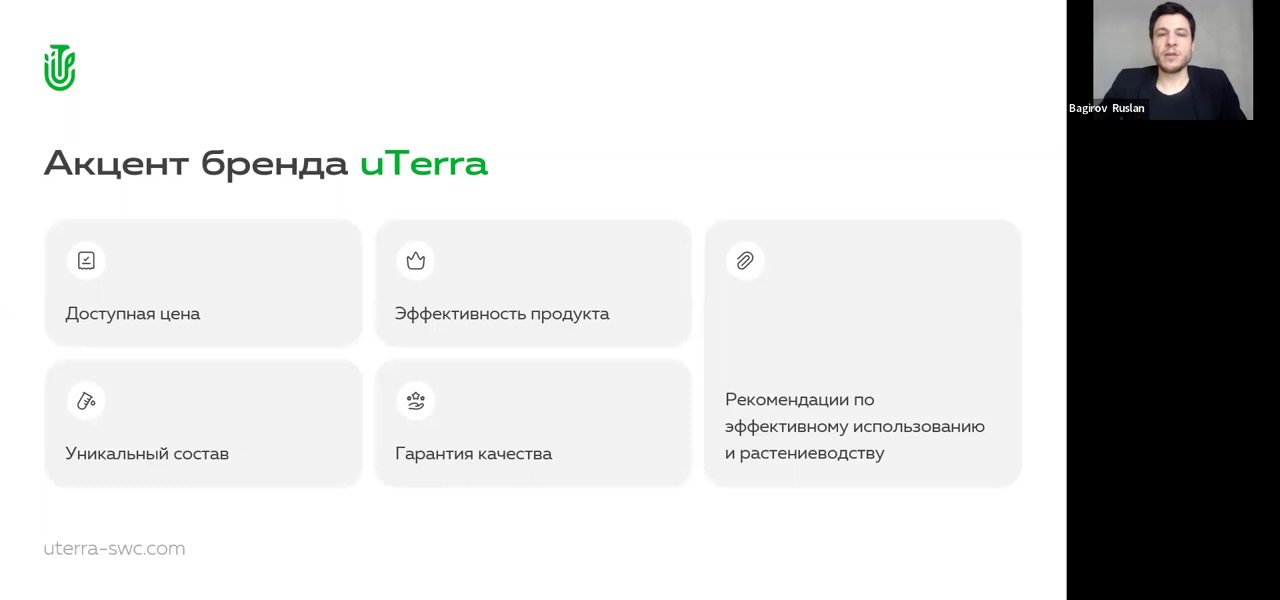 Акцент бренда uTerra
Доступная цена
Эффективность продукта
Уникальный состав
Гарантия качества
Рекомендации по
эффективному использованию
и растениеводству
uterra-swc.com
Bagirov Ruslan